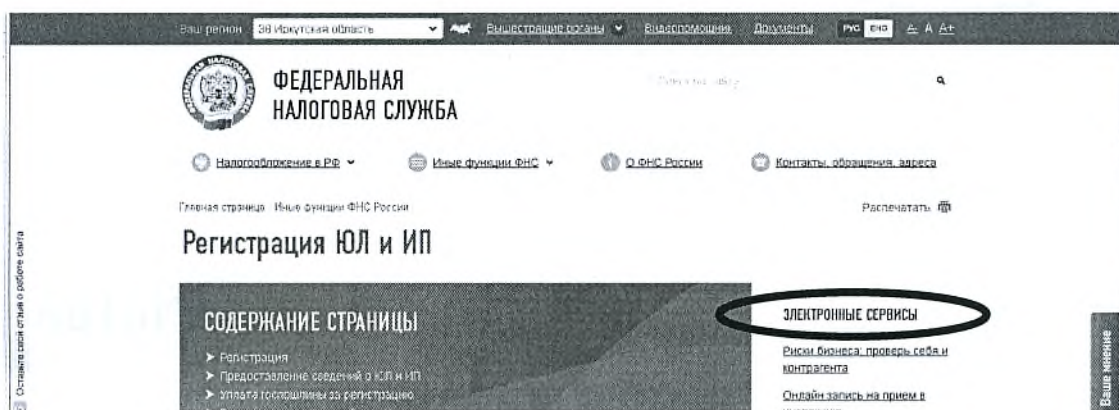 Ваш регион 38 Иркутская область Вышестоящие органы Видеопомощник Документы РУС ENG A- A A+
ФЕДЕРАЛЬНАЯ
НАЛОГОВАЯ СЛУЖБА
Налогообложение в РФ Иные функции ФНС О ФНС России Контакты, обращения, адреса
Главная страница Иные функции ФНС России Распечатать
Регистрация ЮЛ и ИП
Оставьте свой отзыв о работе сайта
СОДЕРЖАНИЕ СТРАНИЦЫ
➤ Регистрация
➤ Предоставление сведений о ЮЛ и ИП
➤ Уплата госпошлины за регистрацию
ЭЛЕКТРОННЫЕ СЕРВИСЫ
Риски бизнеса: проверь себя и
контрагента
Онлайн запись на прием в
Ваше мнение